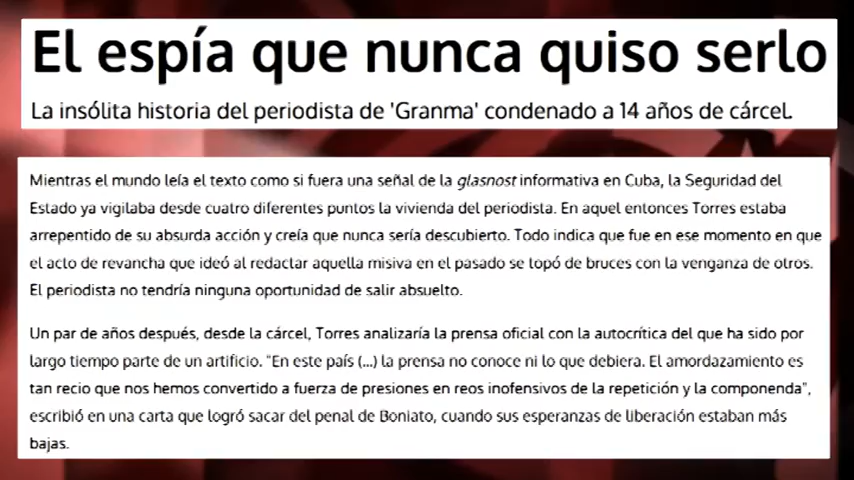 El espía que nunca quiso serlo
La insólita historia del periodista de 'Granma' condenado a 14 años de cárcel.
Mientras el mundo leía el texto como si fuera una señal de la glasnost informativa en Cuba, la Seguridad del
Estado ya vigilaba desde cuatro diferentes puntos la vivienda del periodista. En aquel entonces Torres estaba
arrepentido de su absurda acción y creía que nunca sería descubierto. Todo indica que fue en ese momento en que
el acto de revancha que ideó al redactar aquella misiva en el pasado se topó de bruces con la venganza de otros.
El periodista no tendría ninguna oportunidad de salir absuelto.
Un par de años después, desde la cárcel, Torres analizaría la prensa oficial con la autocrítica del que ha sido por
largo tiempo parte de un artificio. "En este país (...) la prensa no conoce ni lo que debiera. El amordazamiento es
tan recio que nos hemos convertido a fuerza de presiones en reos inofensivos de la repetición y la componenda",
escribió en una carta que logró sacar del penal de Boniato, cuando sus esperanzas de liberación estaban más
bajas.